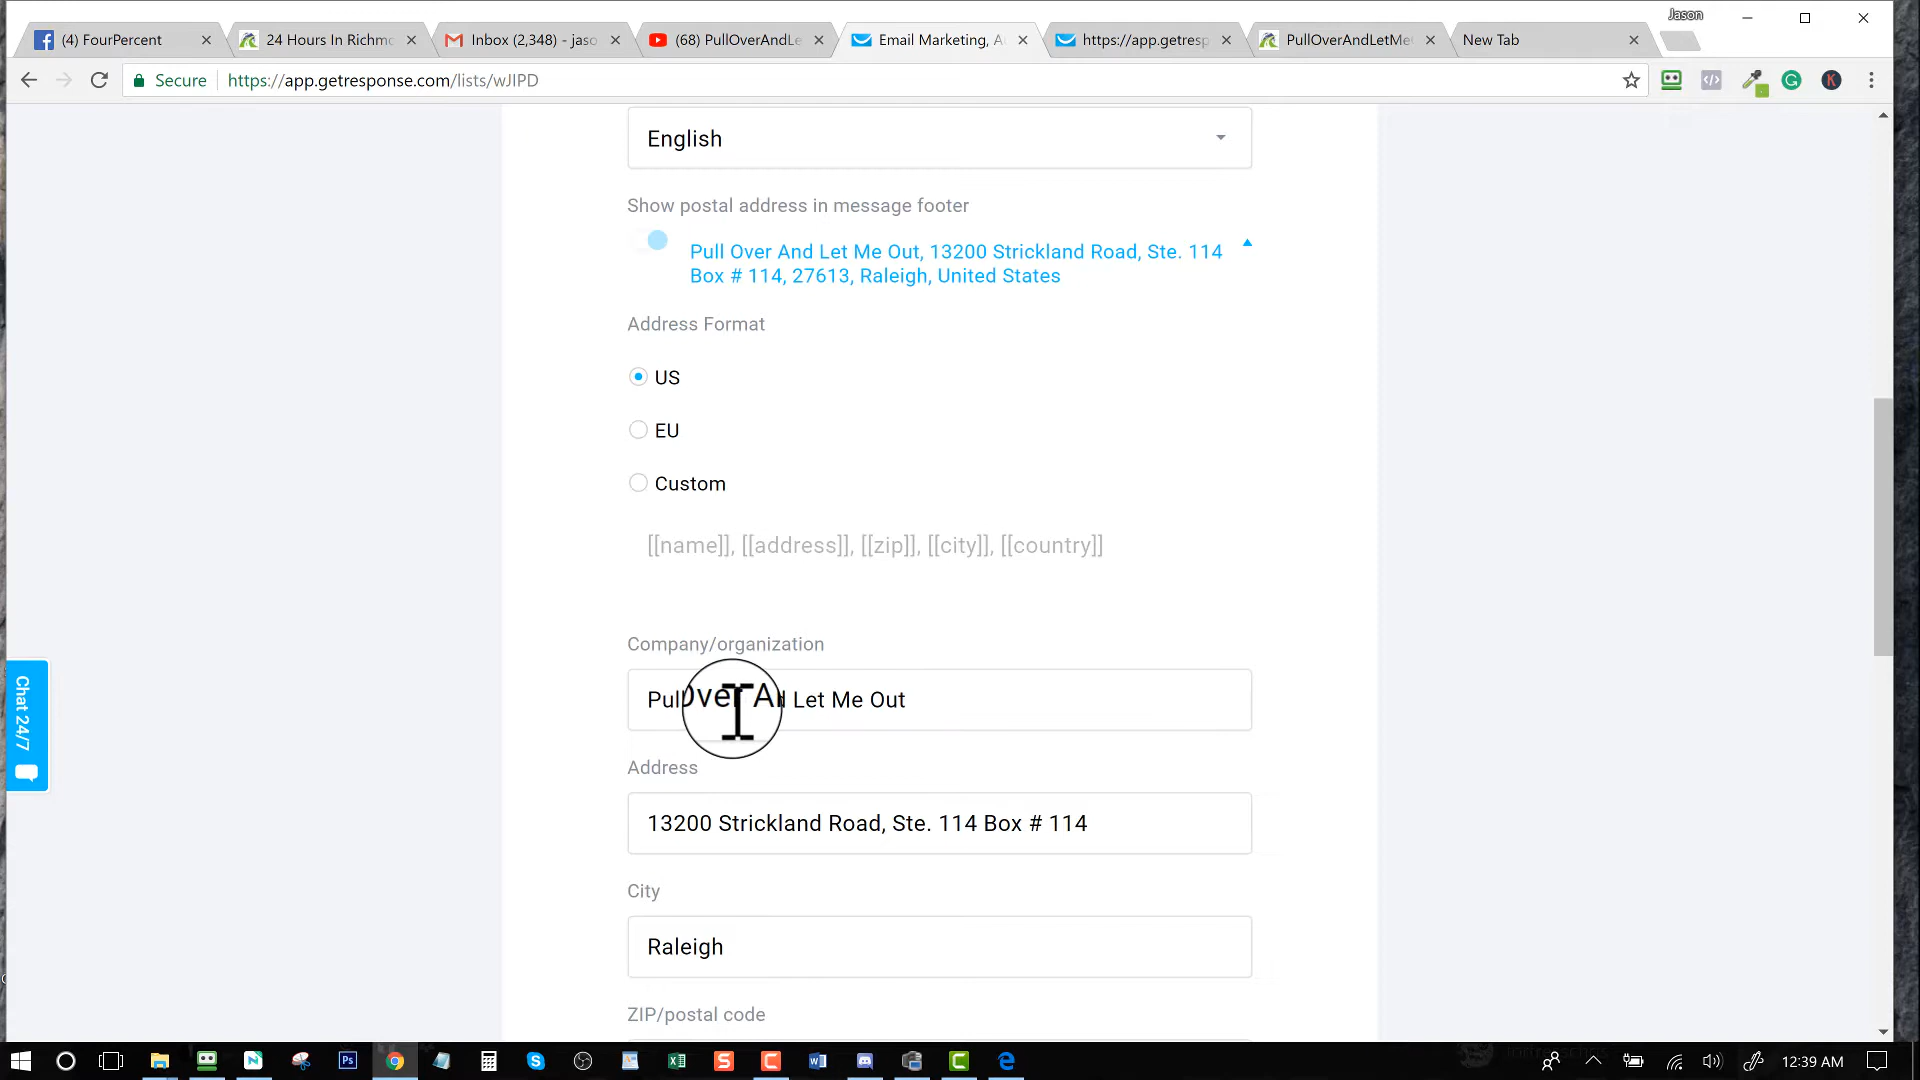 Jason
(4) FourPercent
24 Hours In Richmo
Inbox (2,348) - jaso
(68) PullOverAndLe
Email Marketing, A
https://app.getresp
PullOverAndLetMe
New Tab
Secure
https://app.getresponse.com/lists/wJIPD
English
Show postal address in message footer
Pull Over And Let Me Out, 13200 Strickland Road, Ste. 114
Box # 114, 27613, Raleigh, United States
Address Format
US
EU
Custom
[[name]], [[address]], [[zip]], [[city]], [[country]]
Company/organization
Pull Over And Let Me Out
Address
13200 Strickland Road, Ste. 114 Box # 114
City
Raleigh
ZIP/postal code
Chat 24/7
12:39 AM